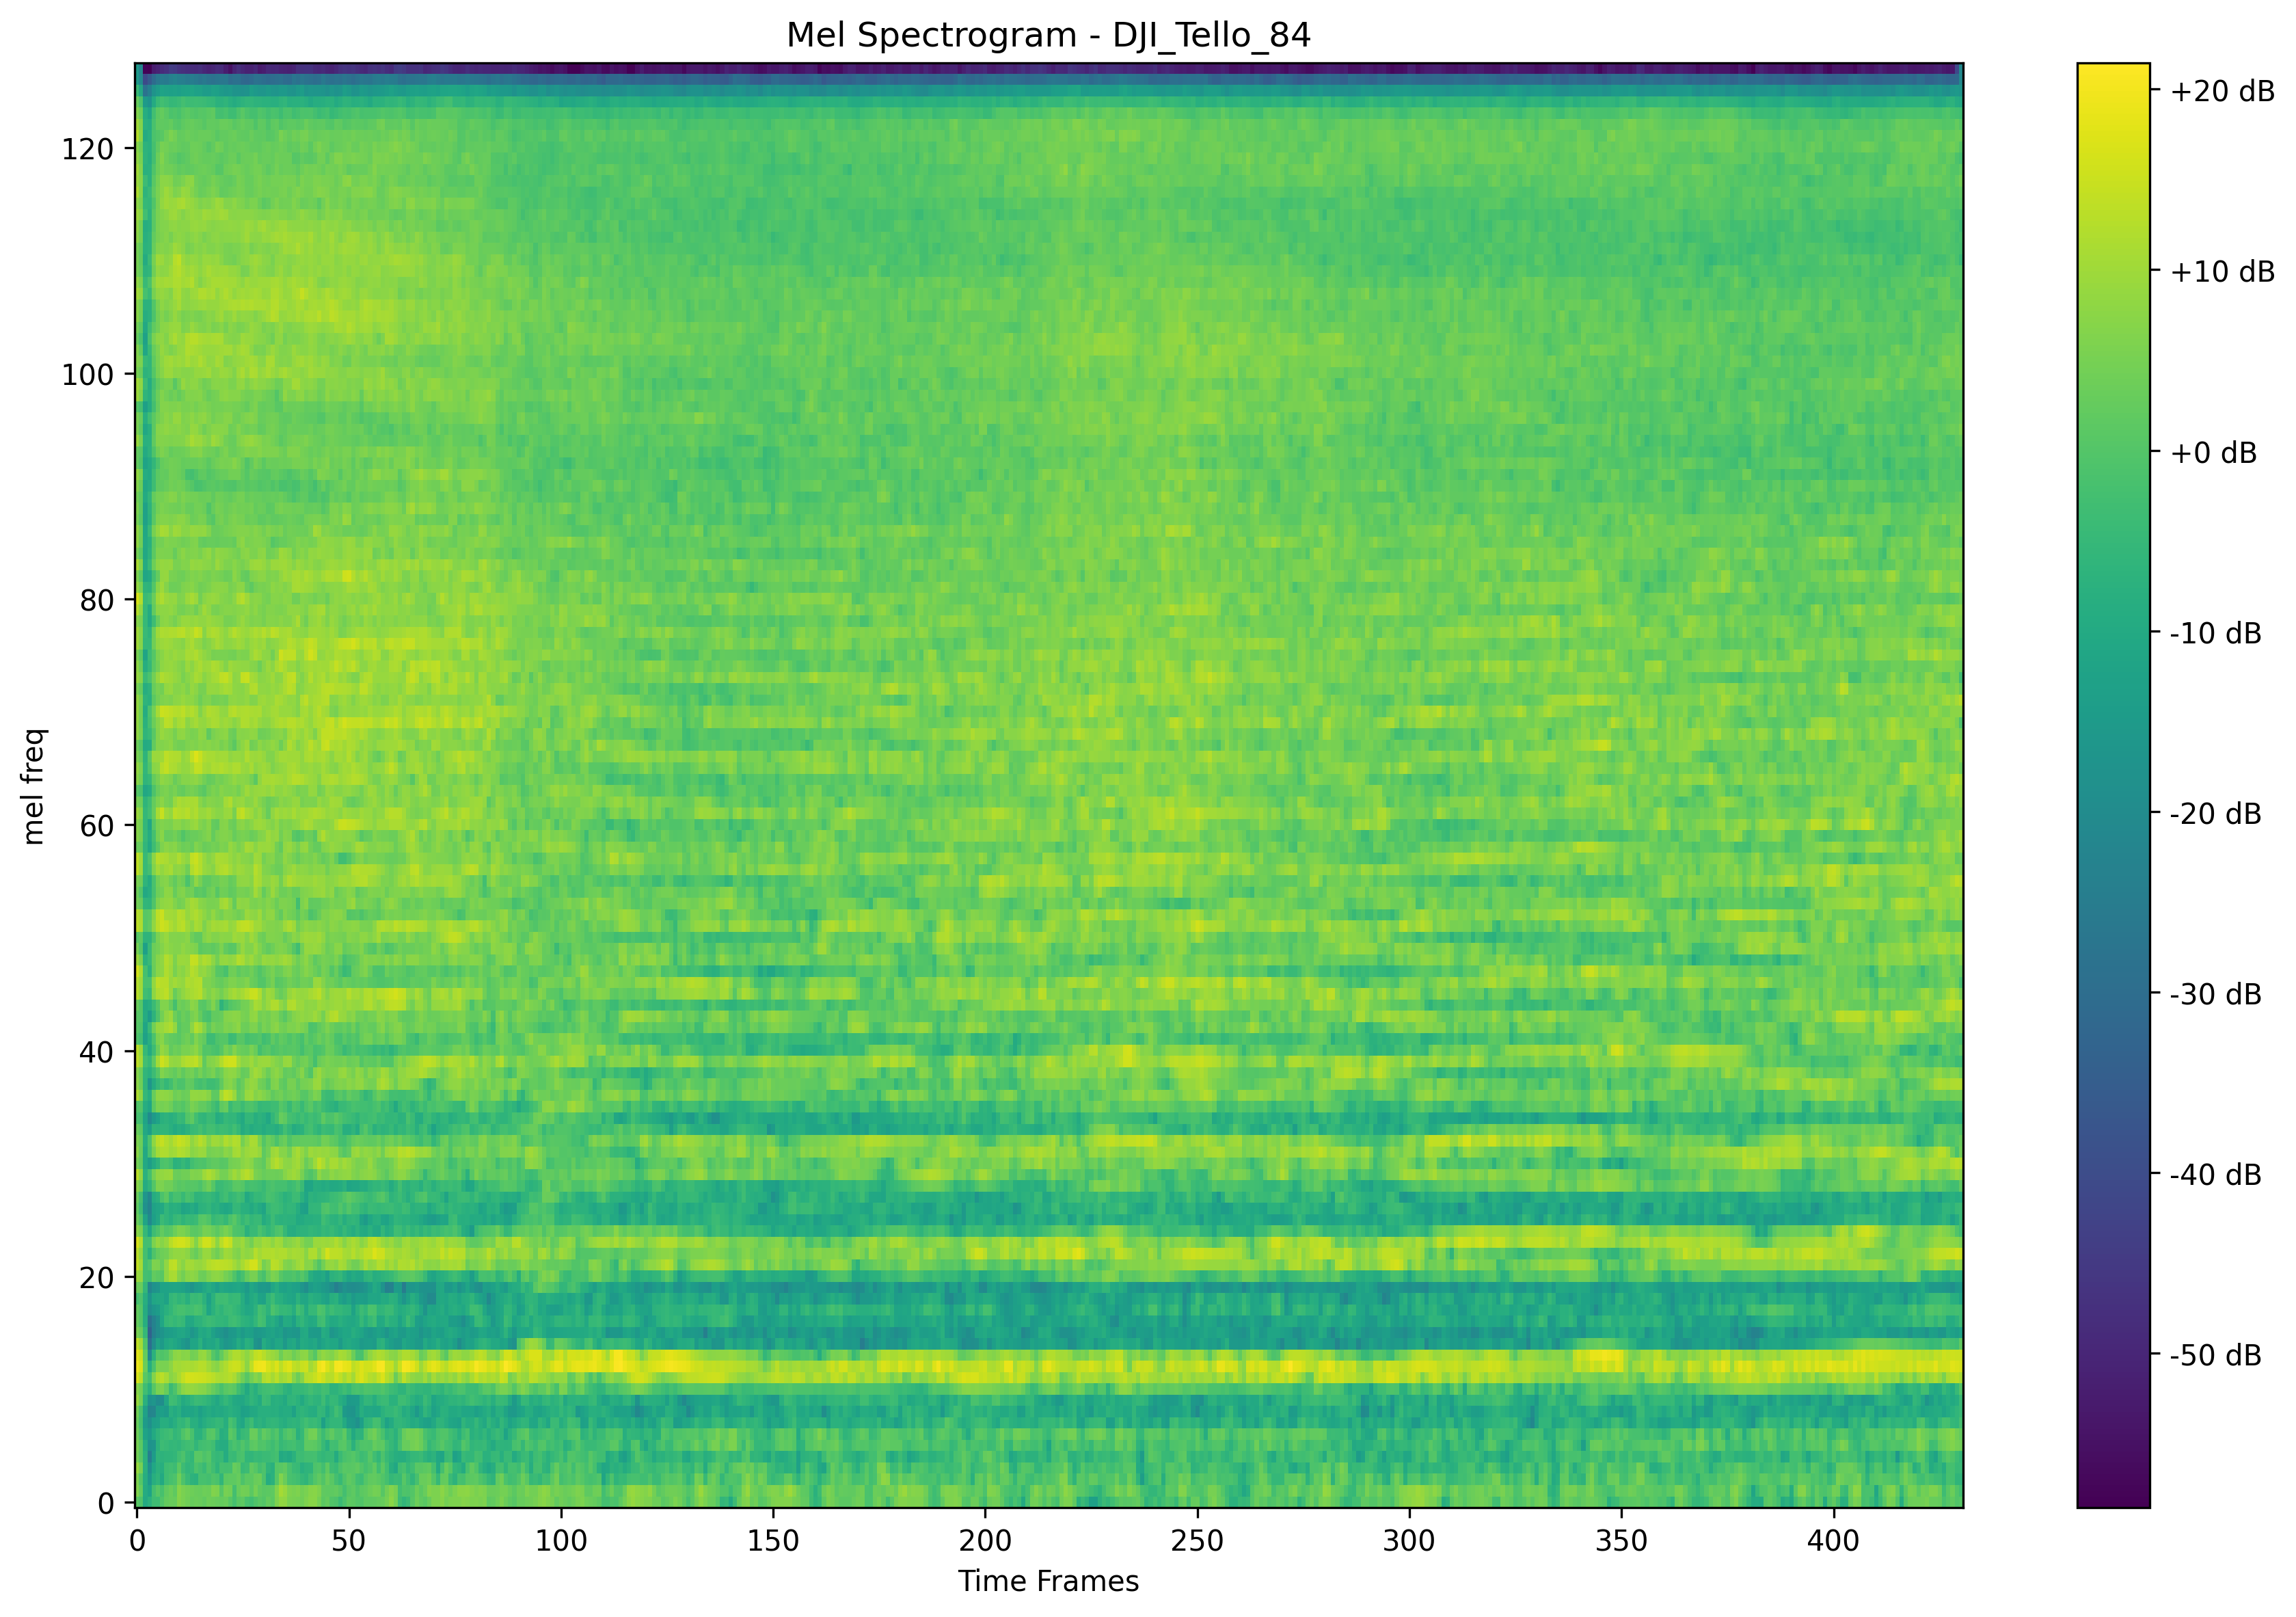 Mel Spectrogram - DJI_Tello_84
mel freq
120
100
80
60
40
20
0
0 50 100 150 200 250 300 350 400
Time Frames
+20 dB
+10 dB
+0 dB
-10 dB
-20 dB
-30 dB
-40 dB
-50 dB